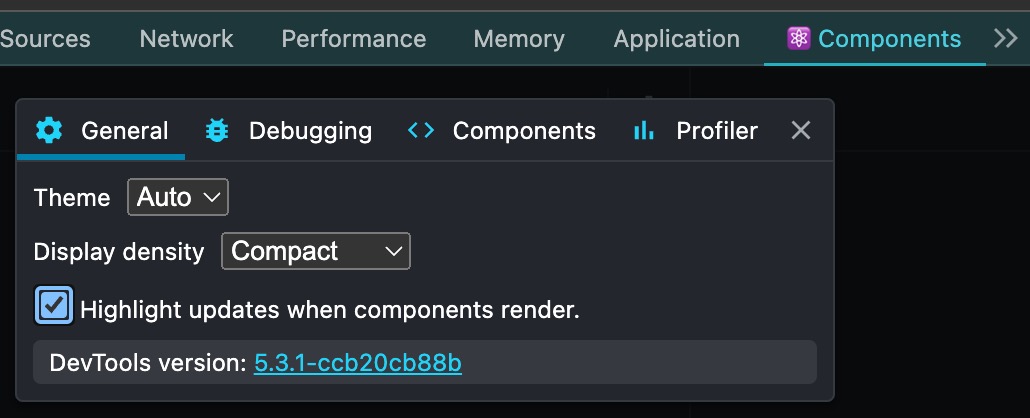 Sources Network Performance Memory Application Components
General Debugging Components Profiler
Theme Auto
Display density Compact
Highlight updates when components render.
DevTools version: 5.3.1-ccb20cb88b